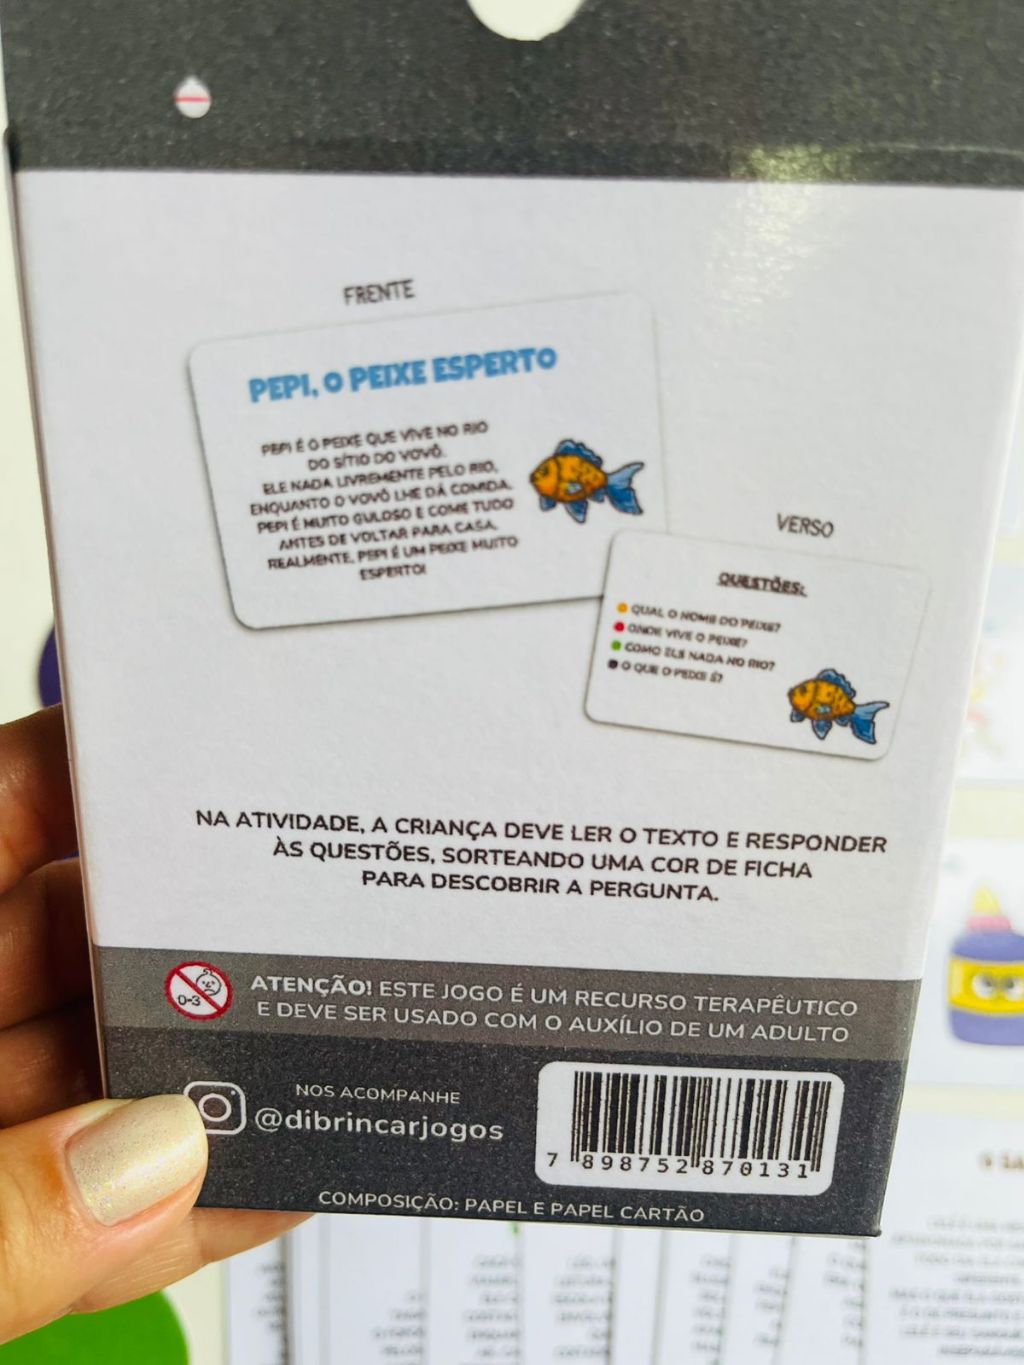 FRENTE
PEPI, O PEIXE ESPERTO
PEPI É O PEIXE QUE VIVE NO RIO
DO SÍTIO DO VOVÔ.
ELE NADA LIVREMENTE PELO RIO,
ENQUANTO O VOVÔ LHE DÁ COMIDA.
PEPI É MUITO GULOSO E COME TUDO
ANTES DE VOLTAR PARA CASA.
REALMENTE, PEPI É UM PEIXE MUITO
ESPERTO!
VERSO
QUESTÕES:
QUAL O NOME DO PEIXE?
ONDE VIVE O PEIXE?
COMO ELE NADA NO RIO?
O QUE O PEIXE É?
NA ATIVIDADE, A CRIANÇA DEVE LER O TEXTO E RESPONDER
ÀS QUESTÕES, SORTEANDO UMA COR DE FICHA
PARA DESCOBRIR A PERGUNTA.
0-3
ATENÇÃO! ESTE JOGO É UM RECURSO TERAPÊUTICO
E DEVE SER USADO COM O AUXÍLIO DE UM ADULTO
NOS ACOMPANHE
@dibrincarjogos
7 898752 870131
COMPOSIÇÃO: PAPEL E PAPEL CARTÃO